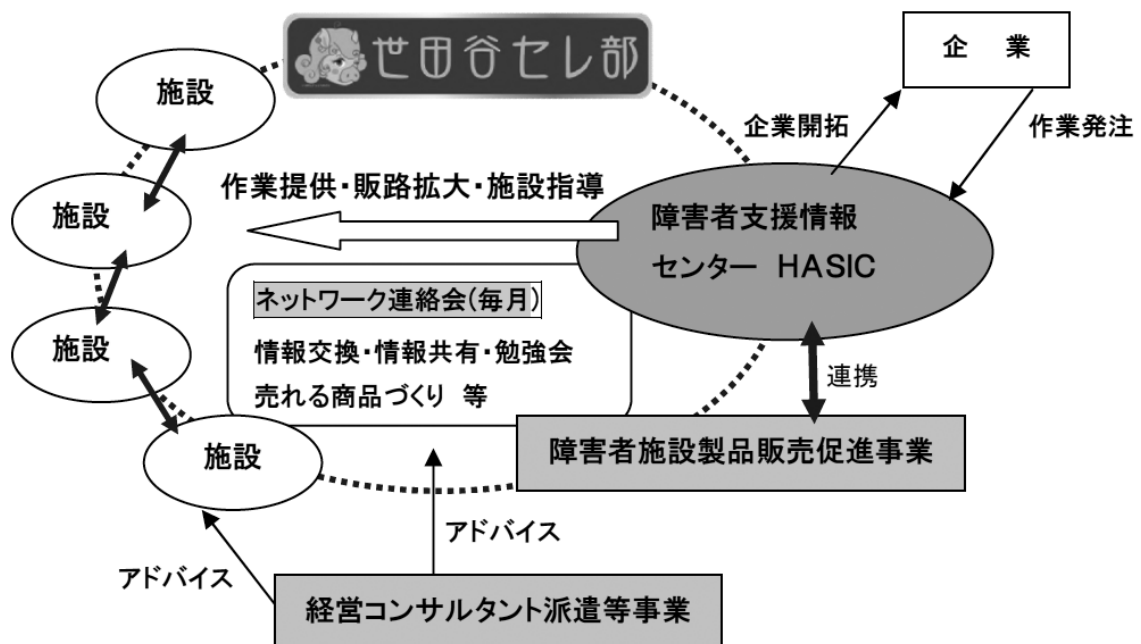 世田谷セレ部
企　業
施設
企業開拓
作業発注
作業提供・販路拡大・施設指導
施設
障害者支援情報
センター　HASIC
ネットワーク連絡会(毎月)
施設
情報交換・情報共有・勉強会
売れる商品づくり　等
連携
施設
障害者施設製品販売促進事業
アドバイス
アドバイス
経営コンサルタント派遣等事業